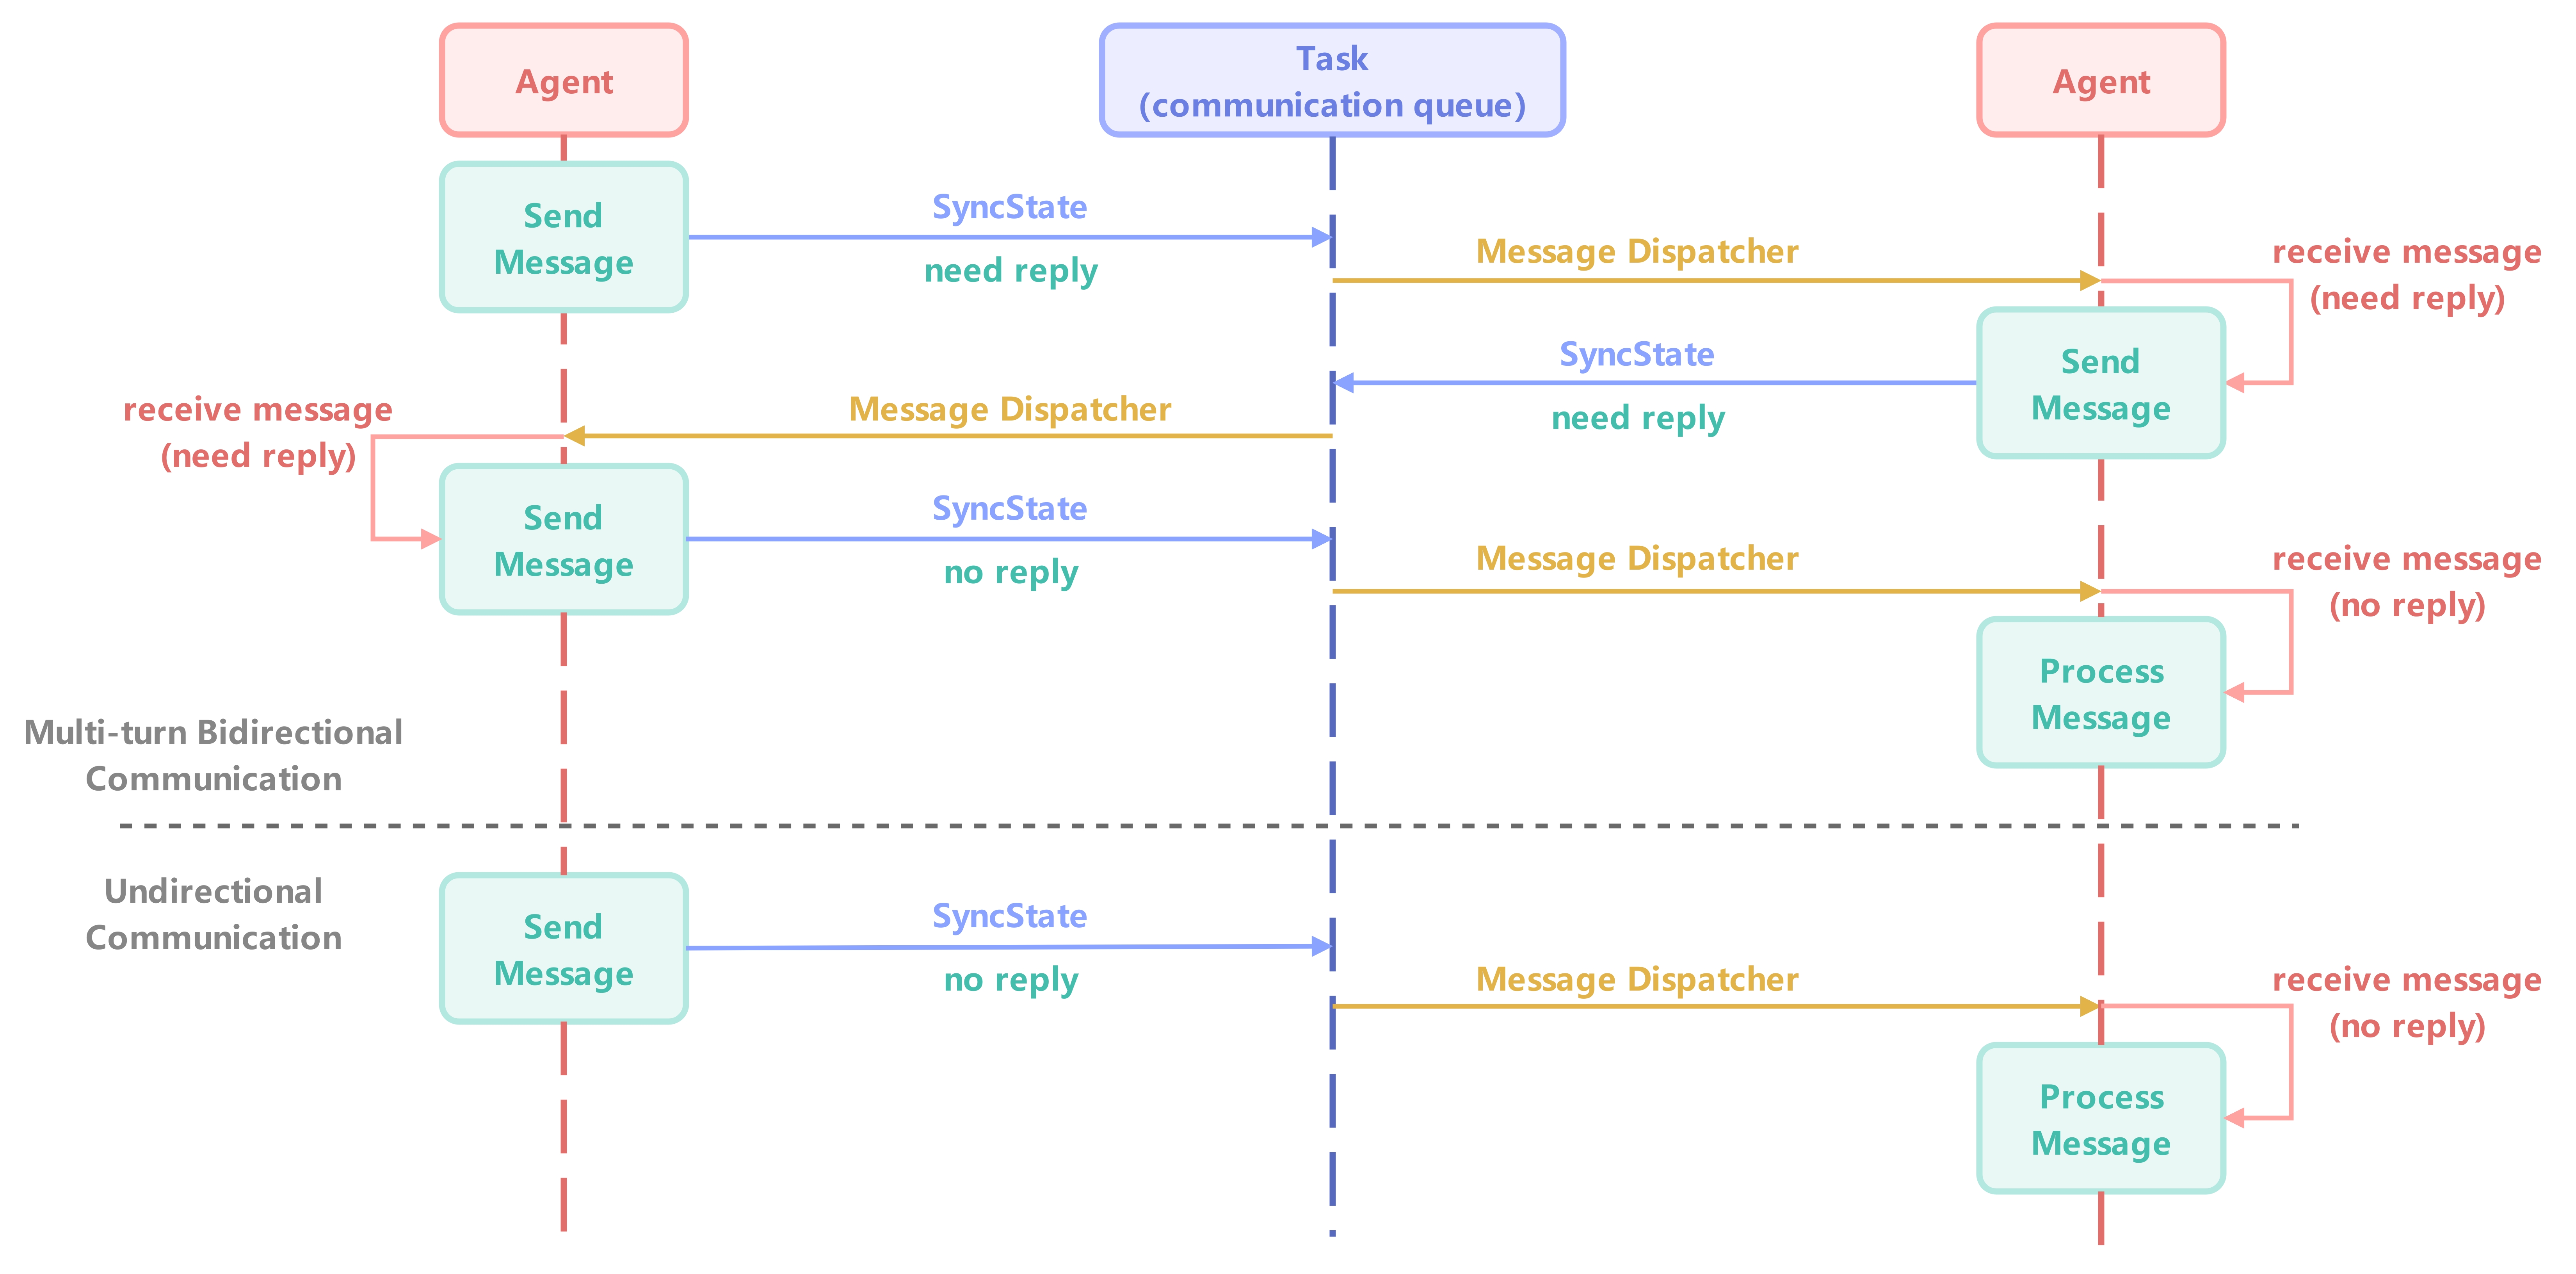 Agent
Task
(communication queue)
Agent
Send
Message
SyncState
need reply
Message Dispatcher
receive message
(need reply)
Send
Message
SyncState
need reply
Message Dispatcher
receive message
(need reply)
Send
Message
SyncState
no reply
Message Dispatcher
receive message
(no reply)
Process
Message
Multi-turn Bidirectional
Communication
Undirectional
Communication
Send
Message
SyncState
no reply
Message Dispatcher
receive message
(no reply)
Process
Message